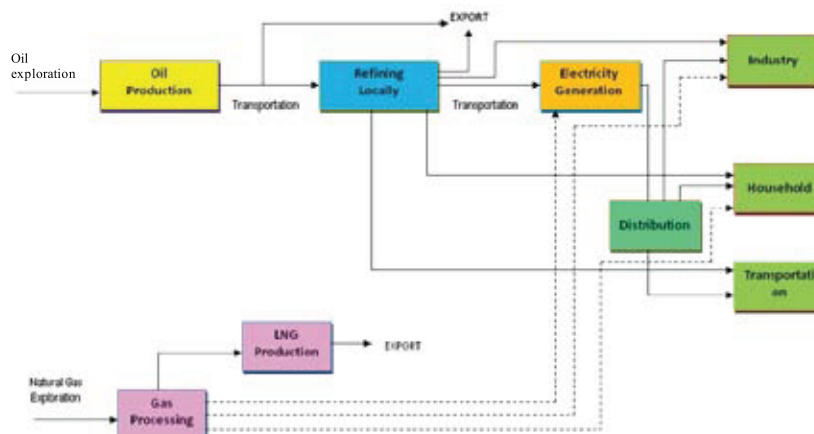 EXPORT
Oil
exploration
Oil
Production
Transportation
Refining
Locally
Transportation
Electricity
Generation
Industry
Household
Distribution
Transportati
on
LNG
Production
EXPORT
Natural Gas
Exploration
Gas
Processing